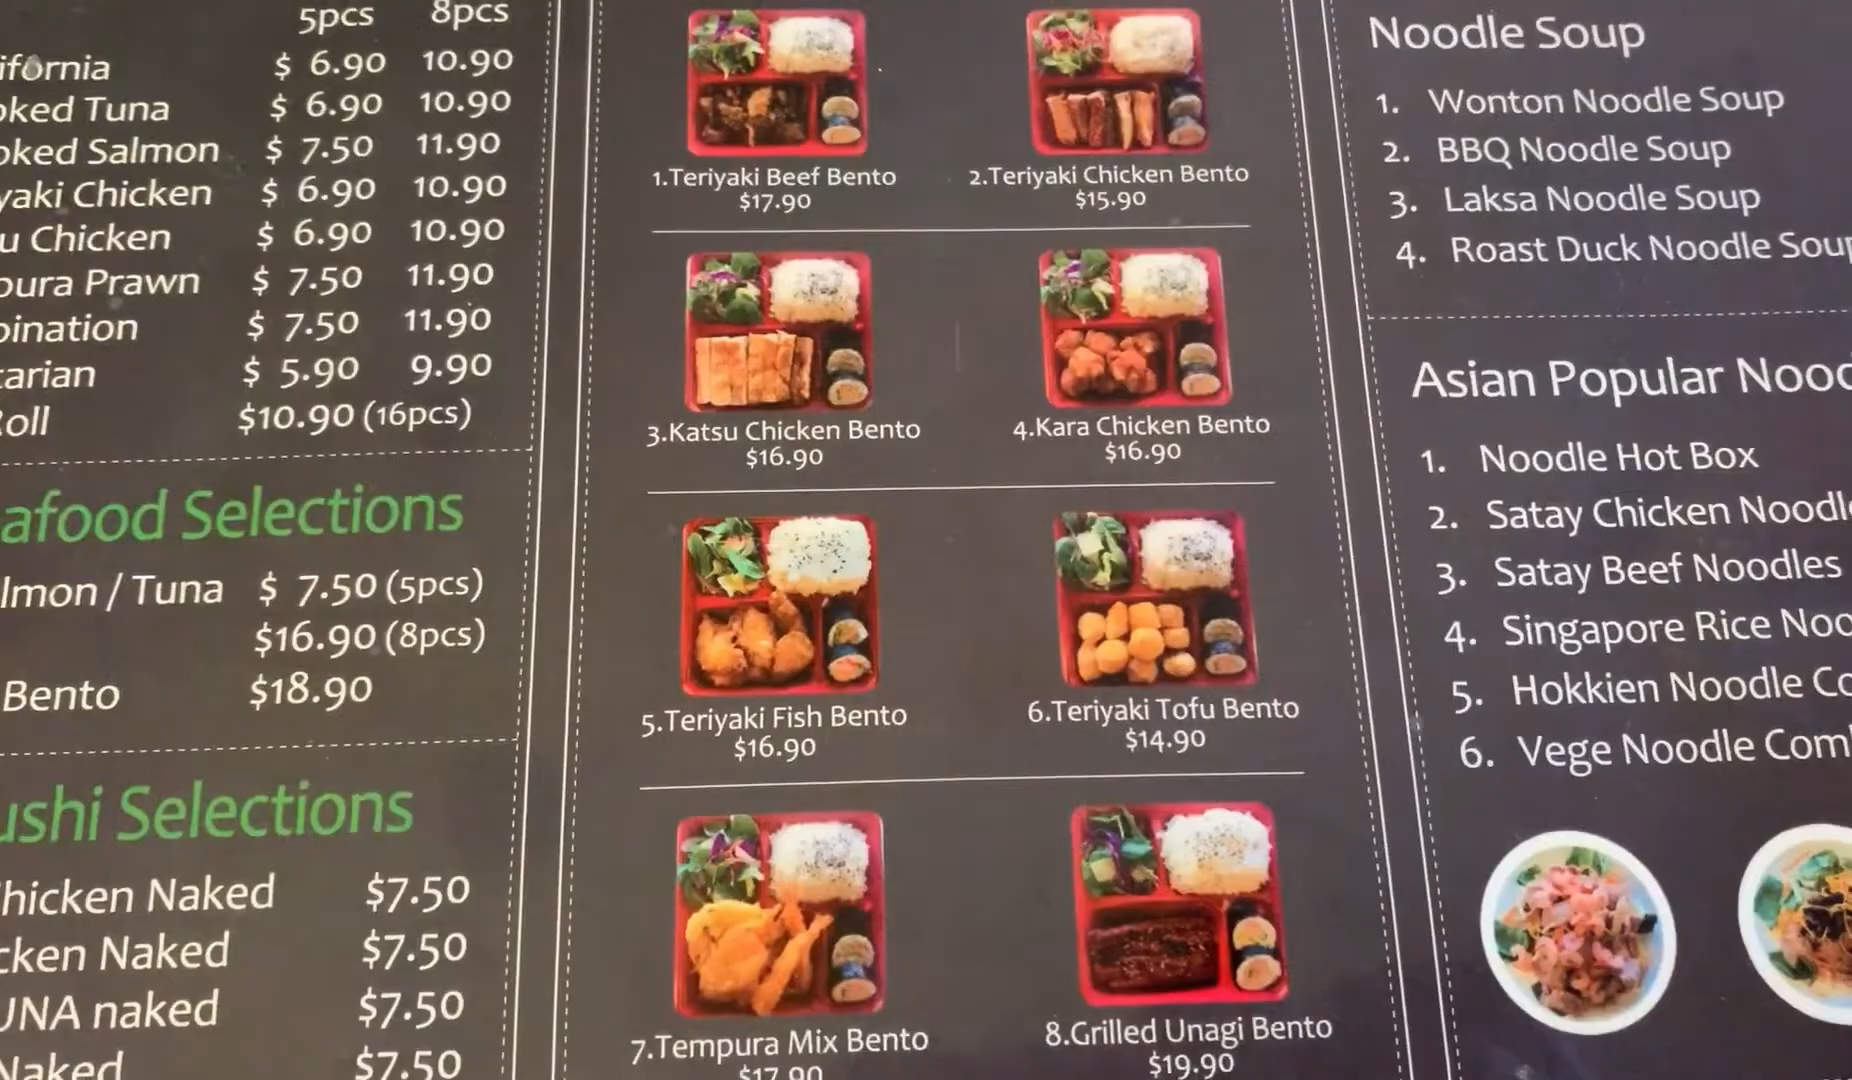 5pcs 8pcs
ifornia $ 6.90 10.90
oked Tuna $ 6.90 10.90
oked Salmon $ 7.50 11.90
yaki Chicken $ 6.90 10.90
u Chicken $ 6.90 10.90
oura Prawn $ 7.50 11.90
bination $ 7.50 11.90
tarian $ 5.90 9.90
Roll $10.90 (16pcs)
afood Selections
lmon / Tuna $ 7.50 (5pcs)
$16.90 (8pcs)
Bento $18.90
ushi Selections
hicken Naked $7.50
cken Naked $7.50
UNA naked $7.50
Naked $7.50
1.Teriyaki Beef Bento
$17.90
2.Teriyaki Chicken Bento
$15.90
3.Katsu Chicken Bento
$16.90
4.Kara Chicken Bento
$16.90
5.Teriyaki Fish Bento
$16.90
6.Teriyaki Tofu Bento
$14.90
7.Tempura Mix Bento
$17.90
8.Grilled Unagi Bento
$19.90
Noodle Soup
1. Wonton Noodle Soup
2. BBQ Noodle Soup
3. Laksa Noodle Soup
4. Roast Duck Noodle Soup
Asian Popular Nood
1. Noodle Hot Box
2. Satay Chicken Noodle
3. Satay Beef Noodles
4. Singapore Rice Noo
5. Hokkien Noodle Co
6. Vege Noodle Com